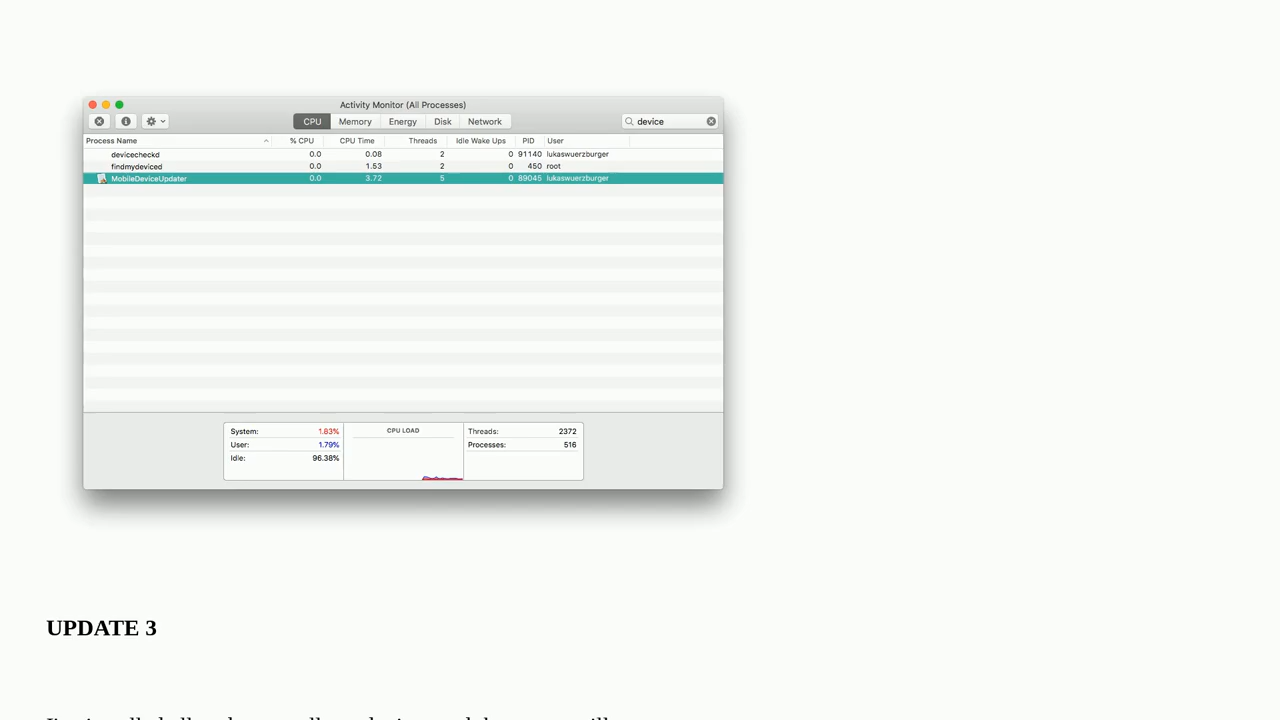 Activity Monitor (All Processes)
CPU Memory Energy Disk Network device
Process Name % CPU CPU Time Threads Idle Wake Ups PID User
devicecheckd 0.0 0.08 2 0 91140 lukaswuerzburger
findmydeviced 0.0 1.53 2 0 450 root
MobileDeviceUpdater 0.0 3.72 5 0 89045 lukaswuerzburger
System: 1.83% CPU LOAD Threads: 2372
User: 1.79% Processes: 516
Idle: 96.38%
UPDATE 3